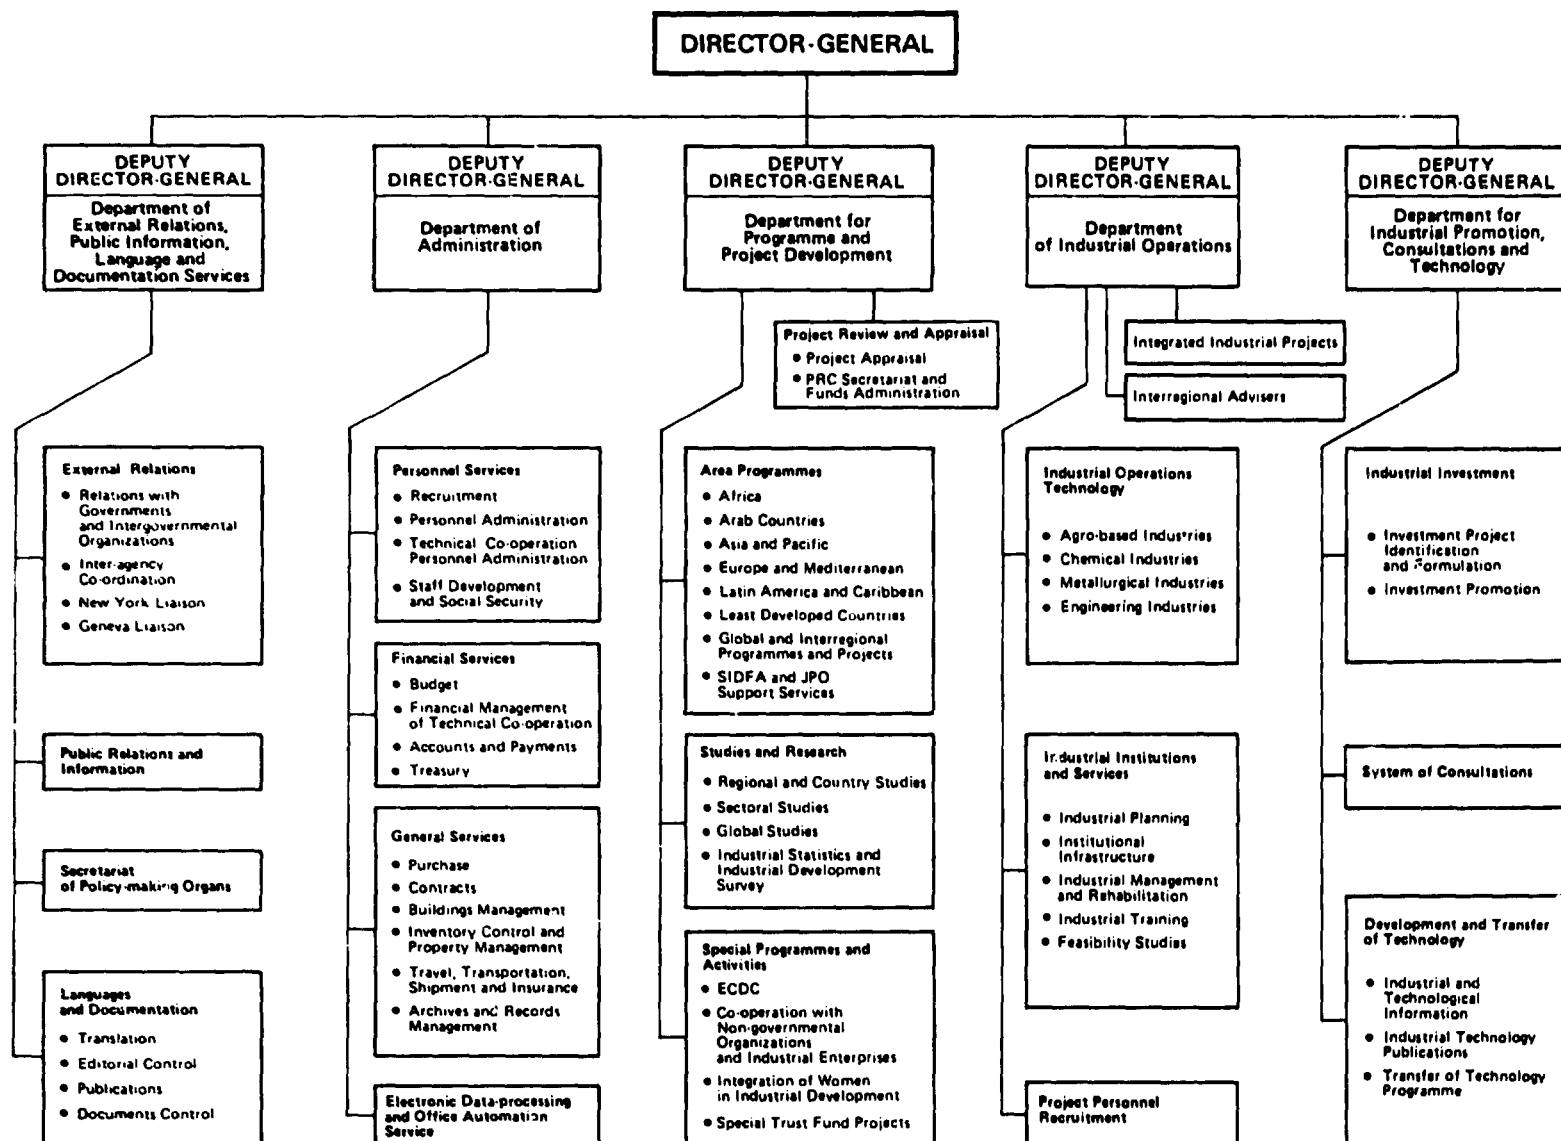 DIRECTOR-GENERAL
DEPUTY
DIRECTOR-GENERAL
Department of
External Relations,
Public Information,
Language and
Documentation Services
DEPUTY
DIRECTOR-GENERAL
Department of
Administration
DEPUTY
DIRECTOR-GENERAL
Department for
Programme and
Project Development
DEPUTY
DIRECTOR-GENERAL
Department
of Industrial Operations
DEPUTY
DIRECTOR-GENERAL
Department for
Industrial Promotion,
Consultations and
Technology
Project Review and Appraisal
• Project Appraisal
• PRC Secretariat and
Funds Administration
Integrated Industrial Projects
Interregional Advisers
External Relations
• Relations with
Governments
and Intergovernmental
Organizations
• Inter-agency
Co-ordination
• New York Liaison
• Geneva Liaison
Public Relations and
Information
Secretariat
of Policy-making Organs
Languages
and Documentation
• Translation
• Editorial Control
• Publications
• Documents Control
Personnel Services
• Recruitment
• Personnel Administration
• Technical Co-operation
Personnel Administration
• Staff Development
and Social Security
Financial Services
• Budget
• Financial Management
of Technical Co-operation
• Accounts and Payments
• Treasury
General Services
• Purchase
• Contracts
• Buildings Management
• Inventory Control and
Property Management
• Travel, Transportation,
Shipment and Insurance
• Archives and Records
Management
Electronic Data-processing
and Office Automation
Service
Area Programmes
• Africa
• Arab Countries
• Asia and Pacific
• Europe and Mediterranean
• Latin America and Caribbean
• Least Developed Countries
• Global and Interregional
Programmes and Projects
• SIDFA and JPO
Support Services
Studies and Research
• Regional and Country Studies
• Sectoral Studies
• Global Studies
• Industrial Statistics and
Industrial Development
Survey
Special Programmes and
Activities
• ECDC
• Co-operation with
Non-governmental
Organizations
and Industrial Enterprises
• Integration of Women
in Industrial Development
• Special Trust Fund Projects
Industrial Operations
Technology
• Agro-based Industries
• Chemical Industries
• Metallurgical Industries
• Engineering Industries
Industrial Institutions
and Services
• Industrial Planning
• Institutional
Infrastructure
• Industrial Management
and Rehabilitation
• Industrial Training
• Feasibility Studies
Project Personnel
Recruitment
Industrial Investment
• Investment Project
Identification
and Formulation
• Investment Promotion
System of Consultations
Development and Transfer
of Technology
• Industrial and
Technological
Information
• Industrial Technology
Publications
• Transfer of Technology
Programme